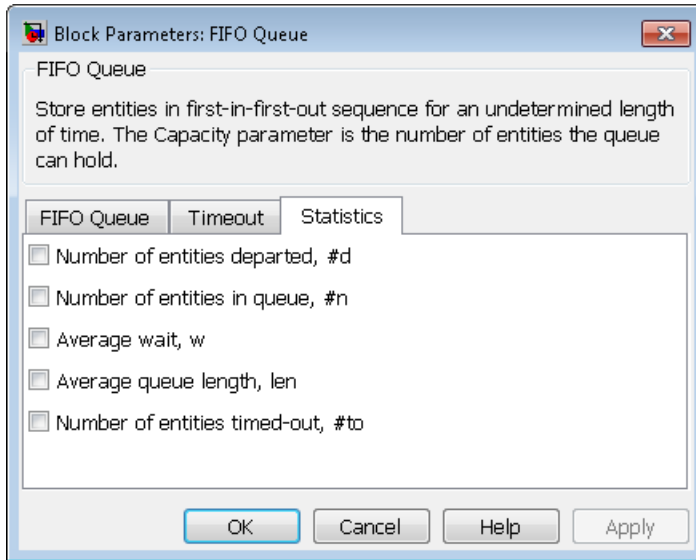 Block Parameters: FIFO Queue
FIFO Queue
Store entities in first-in-first-out sequence for an undetermined length
of time. The Capacity parameter is the number of entities the queue
can hold.
FIFO Queue Timeout Statistics
Number of entities departed, #d
Number of entities in queue, #n
Average wait, w
Average queue length, len
Number of entities timed-out, #to
OK Cancel Help Apply